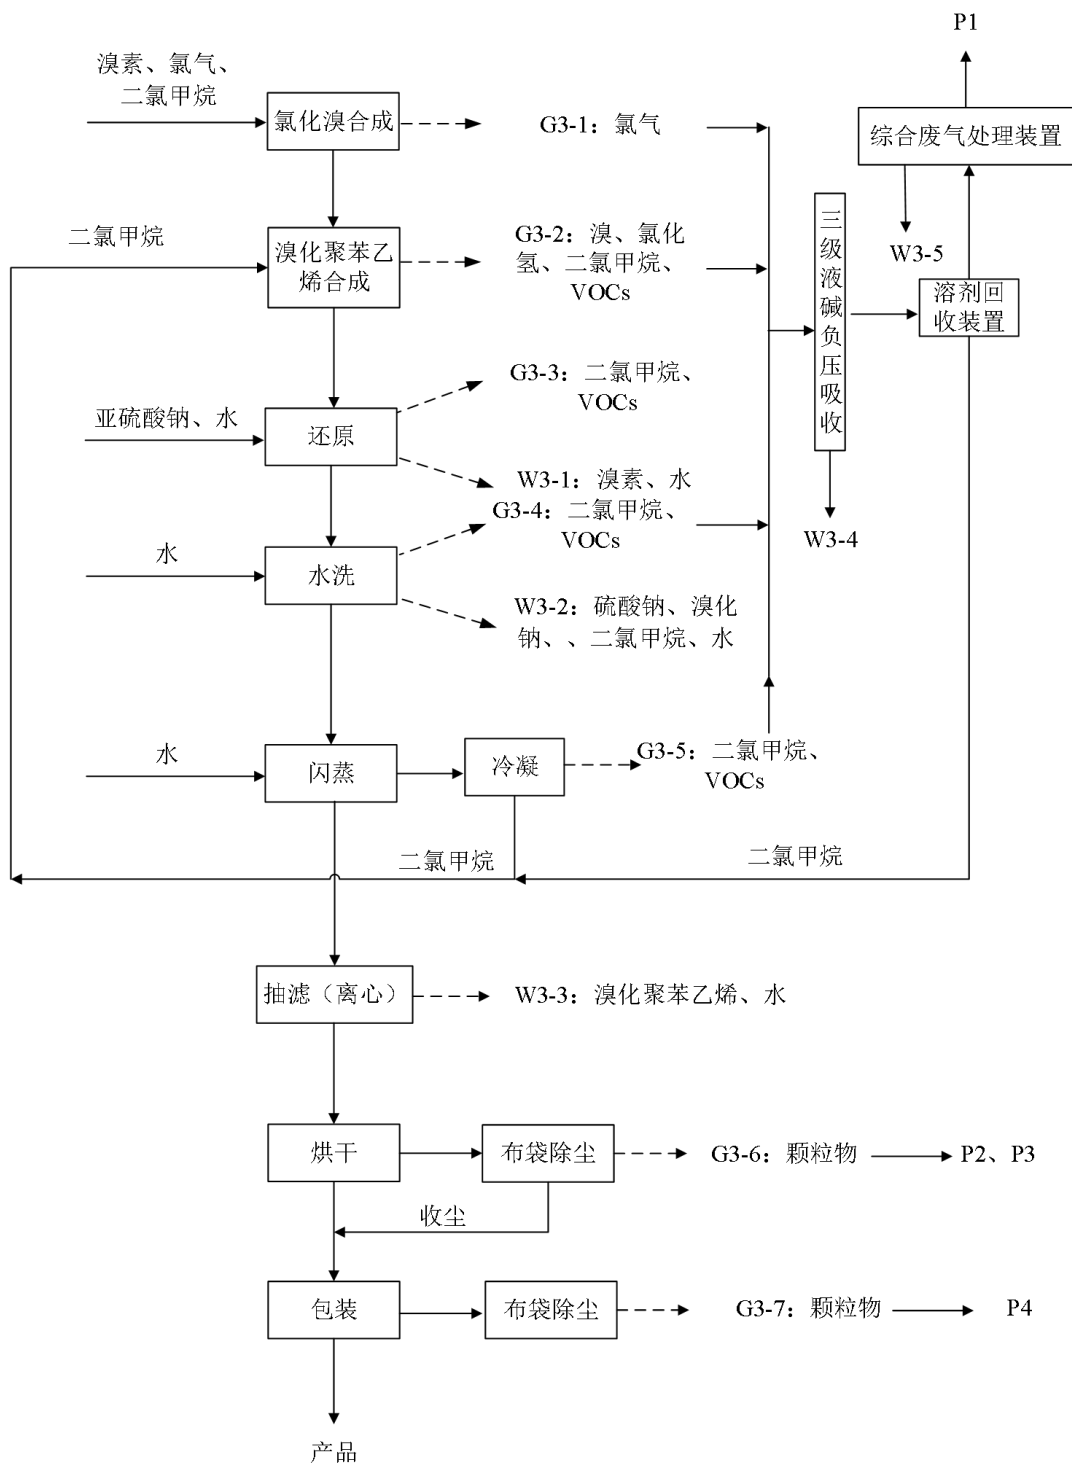 P1
溴素、氯气、
二氯甲烷
氯化溴合成
G3-1：氯气
综合废气处理装置
二氯甲烷
溴化聚苯乙
烯合成
G3-2：溴、氯化
氢、二氯甲烷、
VOCs
三级液碱负压吸收
W3-5
溶剂回
收装置
G3-3：二氯甲烷、
VOCs
亚硫酸钠、水
还原
W3-1：溴素、水
G3-4：二氯甲烷、
VOCs
W3-4
水
水洗
W3-2：硫酸钠、溴化
钠、、二氯甲烷、水
水
闪蒸
冷凝
G3-5：二氯甲烷、
VOCs
二氯甲烷
二氯甲烷
抽滤（离心）
W3-3：溴化聚苯乙烯、水
烘干
布袋除尘
G3-6：颗粒物
P2、P3
收尘
包装
布袋除尘
G3-7：颗粒物
P4
产品